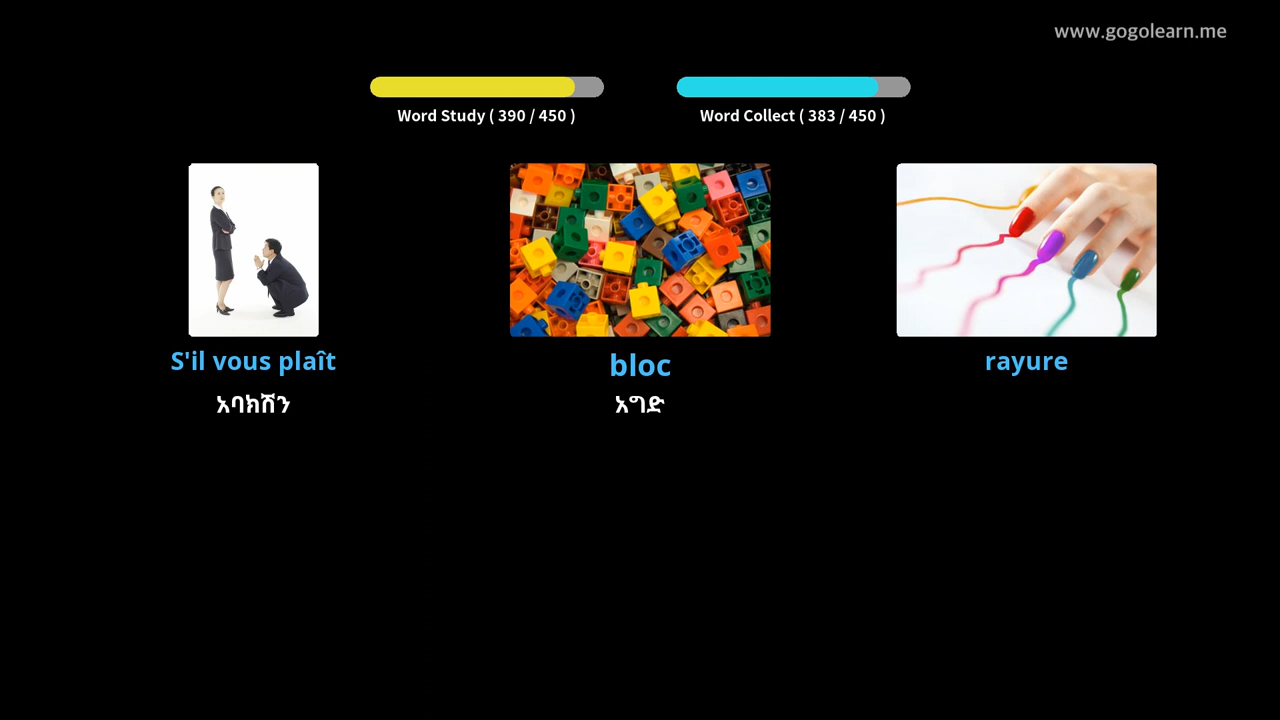 www.gogolearn.me
Word Study ( 390 / 450 )
Word Collect ( 383 / 450 )
S'il vous plaît
አባክሽን
bloc
አግድ
rayure